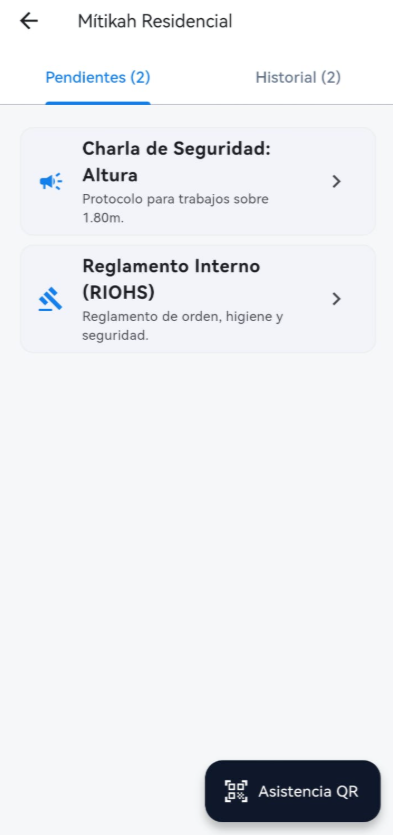 Mítikah Residencial
Pendientes (2)
Historial (2)
Charla de Seguridad:
Altura
Protocolo para trabajos sobre
1.80m.
Reglamento Interno
(RIOHS)
Reglamento de orden, higiene y
seguridad.
Asistencia QR